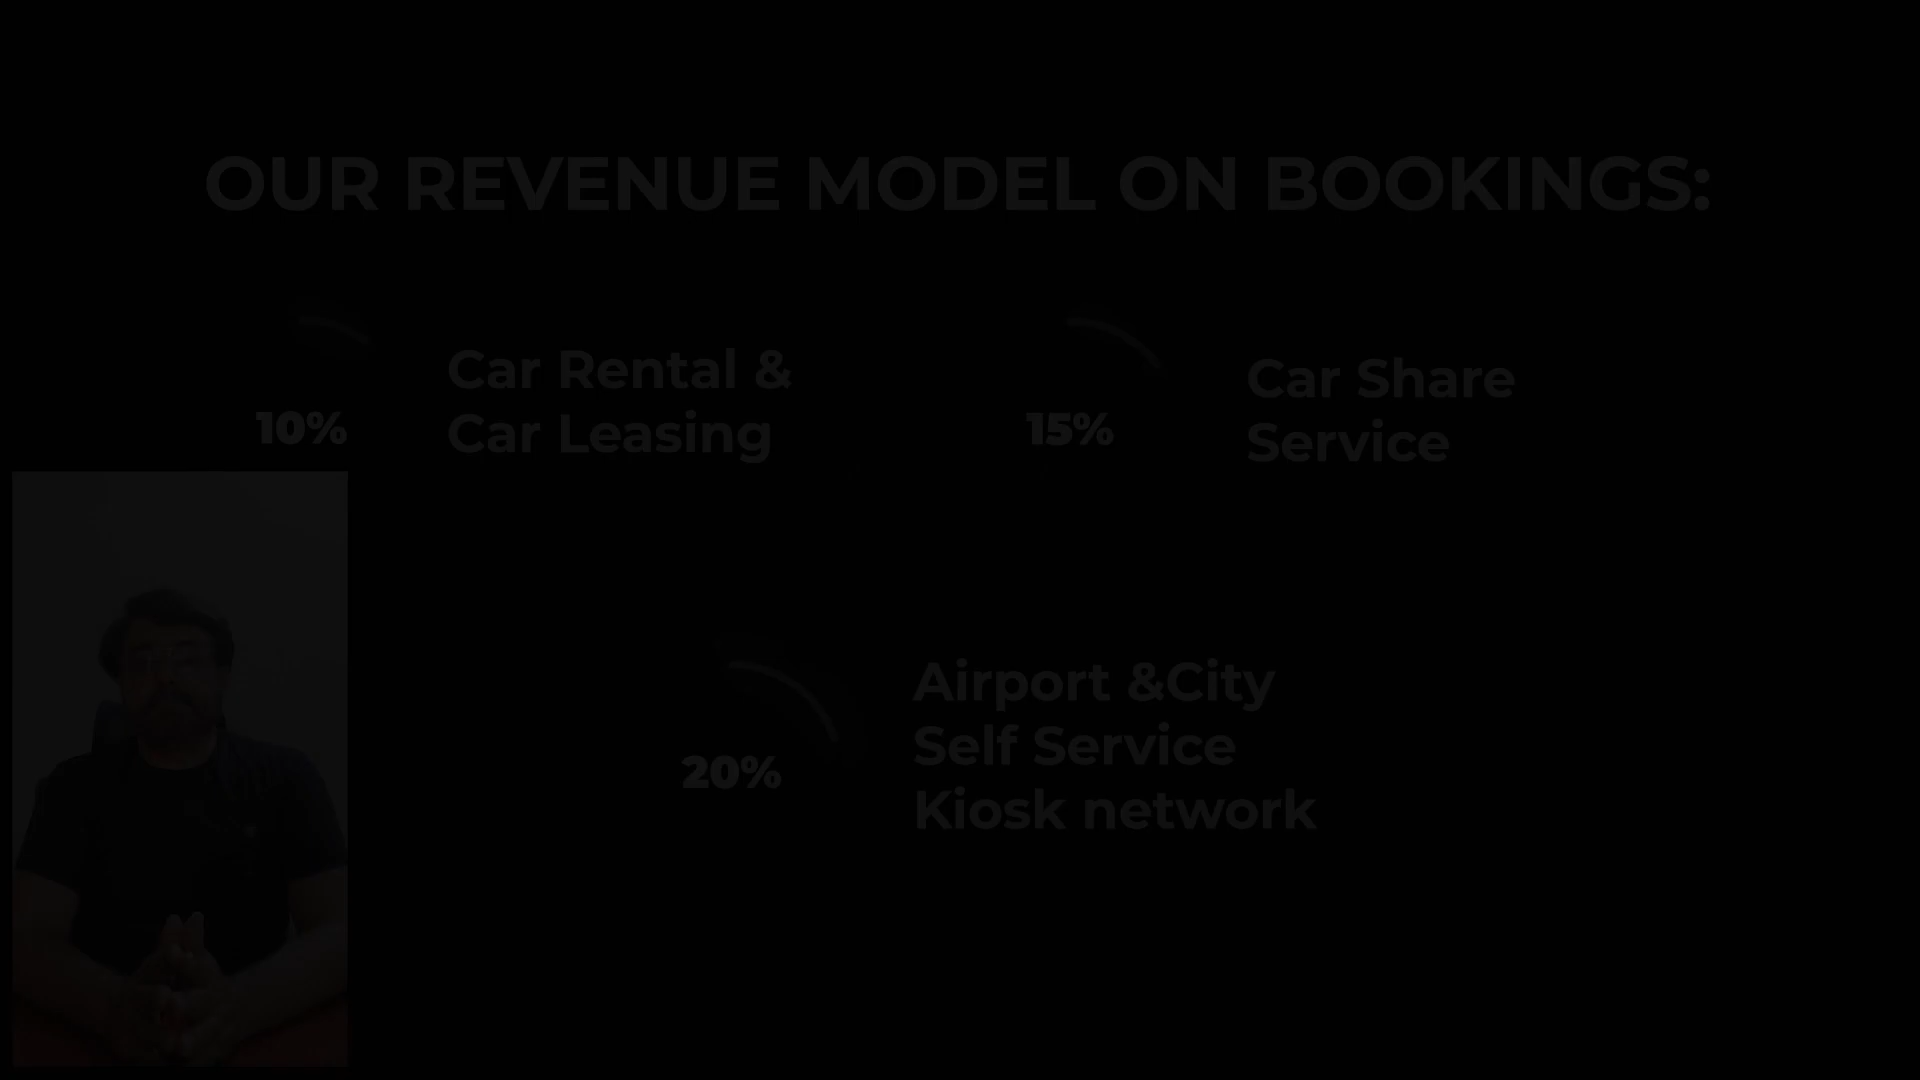 OUR REVENUE MODEL ON BOOKINGS:
10%
Car Rental &
Car Leasing
15%
Car Share
Service
20%
Airport &City
Self Service
Kiosk network